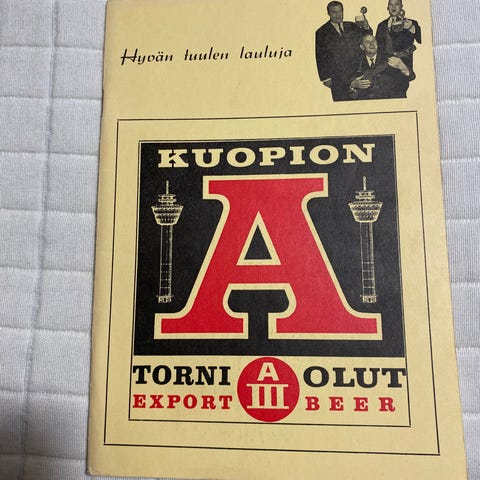 Hyvän tuulen lauluja
KUOPION
A
TORNI A OLUT
EXPORT III BEER